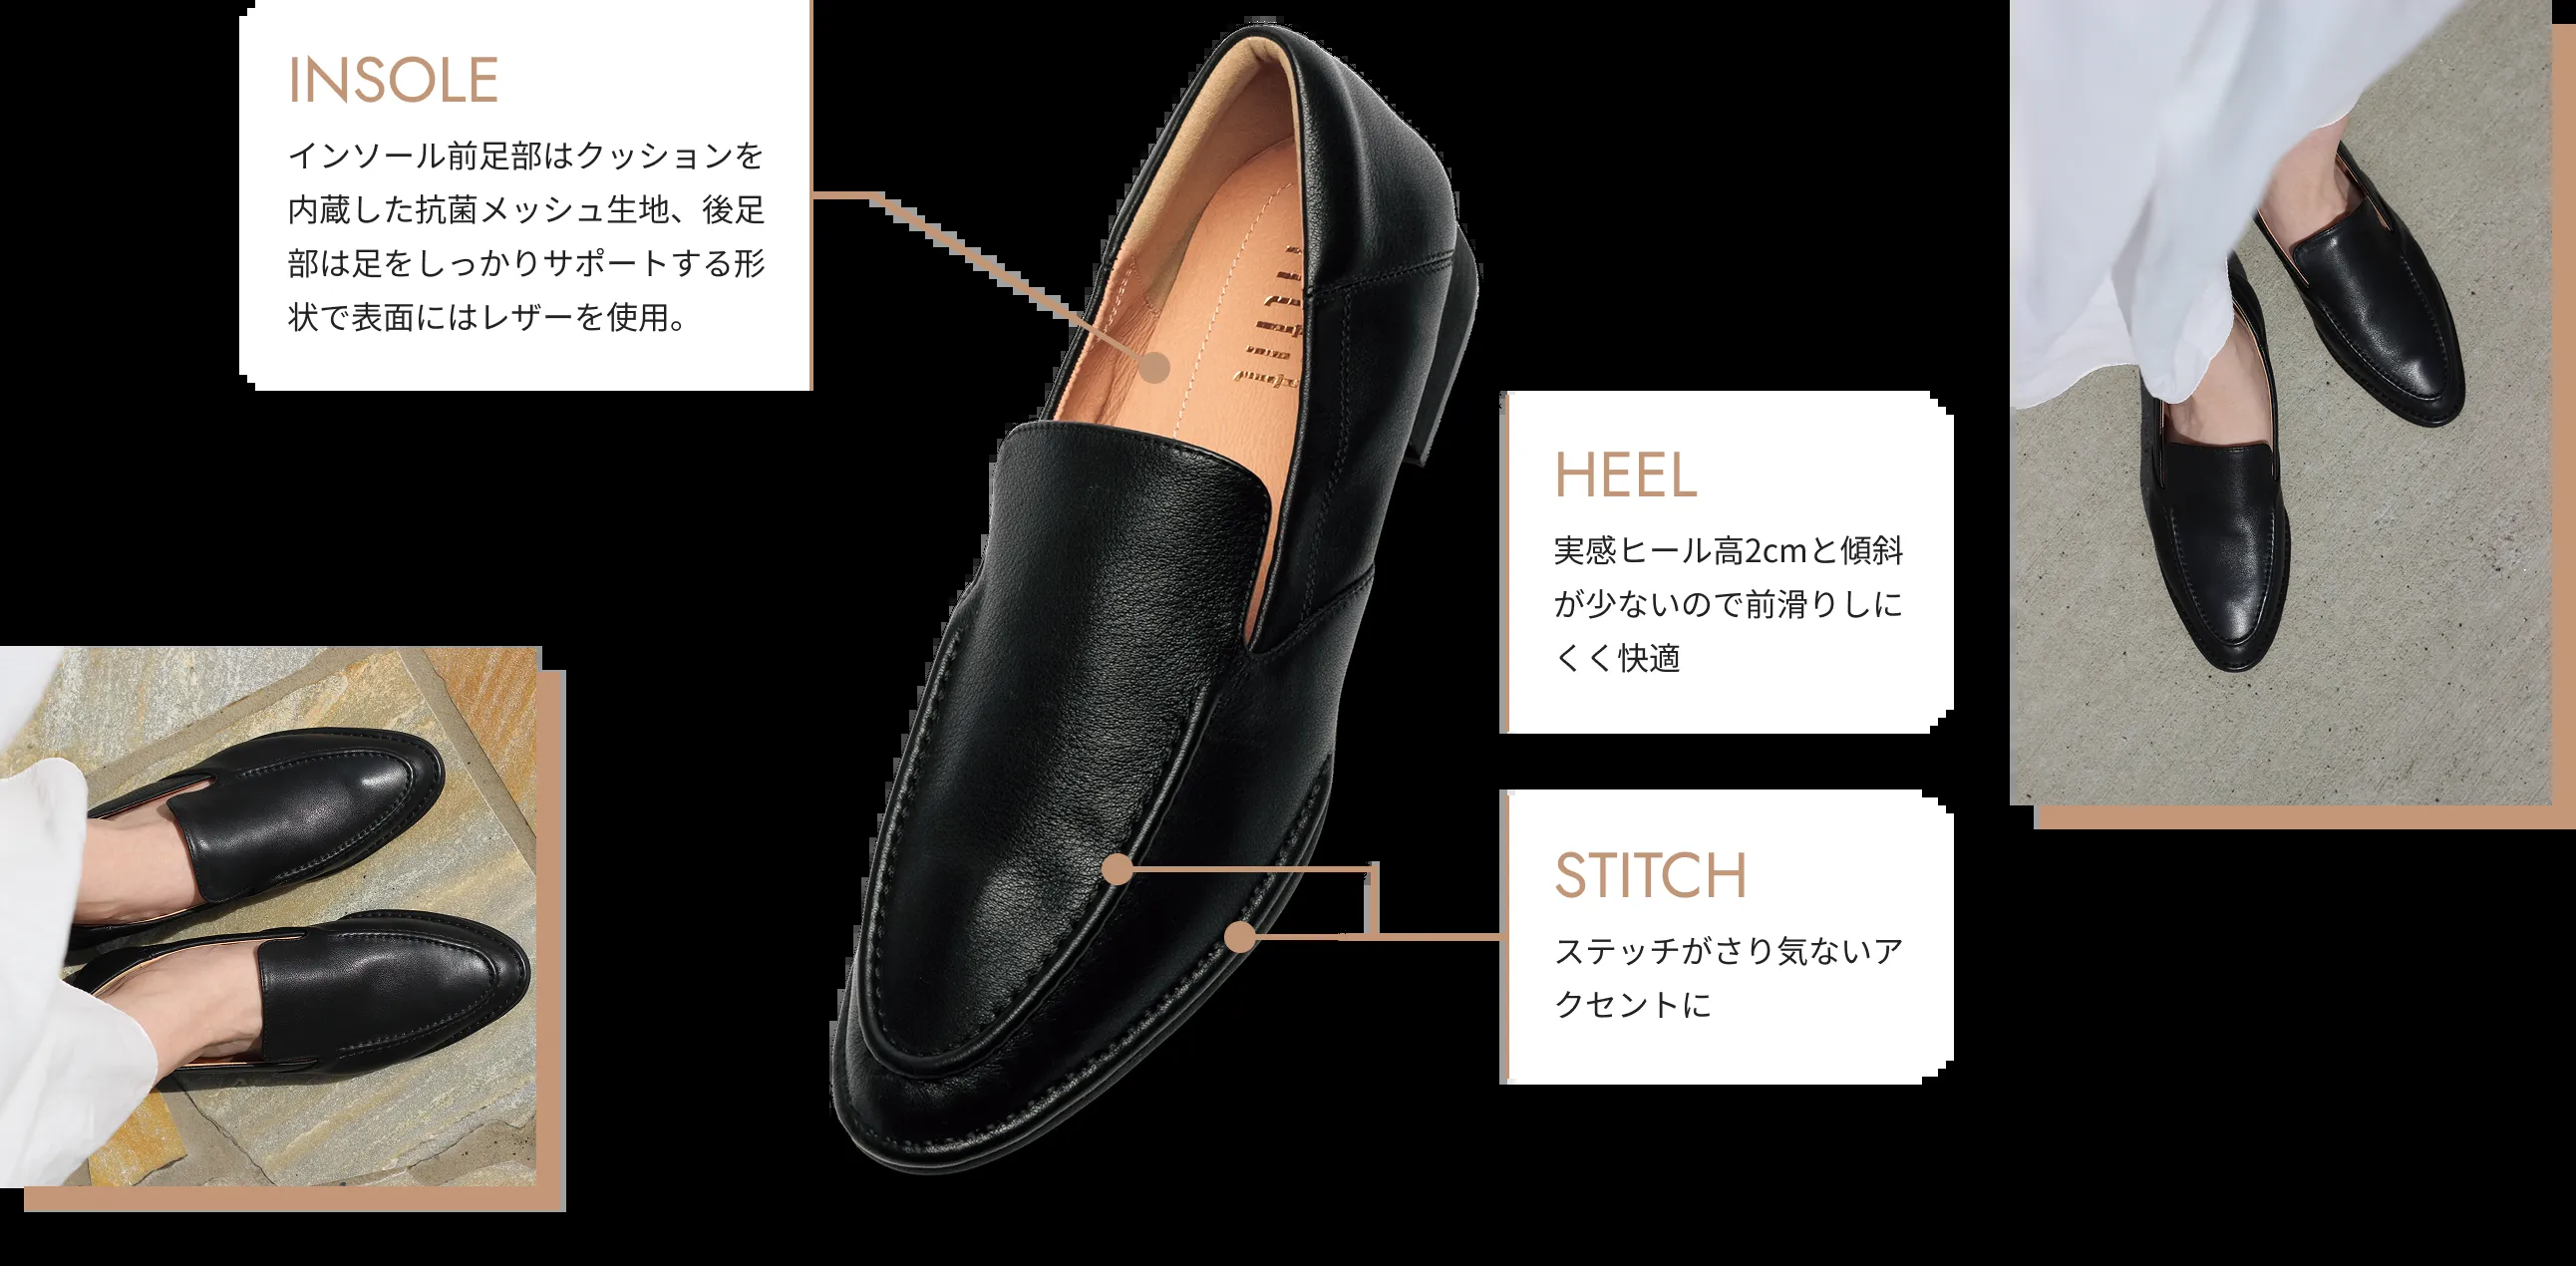 INSOLE
インソール前足部はクッションを
内蔵した抗菌メッシュ生地、後足
部は足をしっかりサポートする形
状で表面にはレザーを使用。
HEEL
実感ヒール高2cmと傾斜
が少ないので前滑りしに
くく快適
STITCH
ステッチがさり気ないア
クセントに